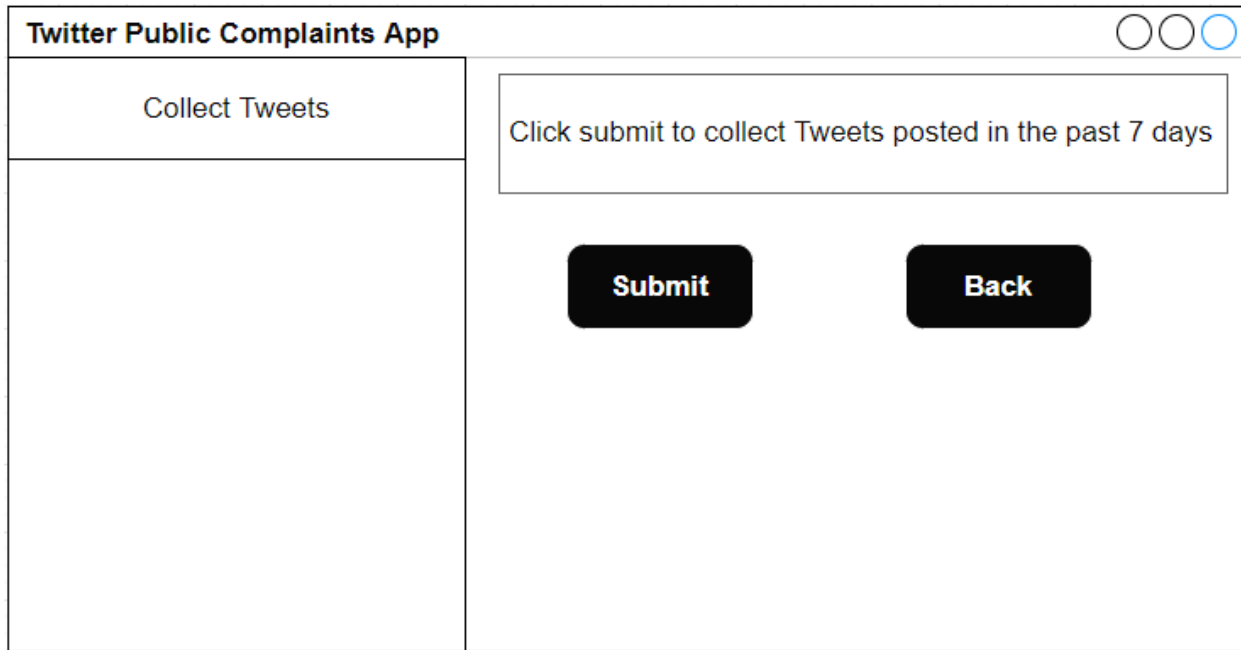 Twitter Public Complaints App
Collect Tweets
Click submit to collect Tweets posted in the past 7 days
Submit
Back